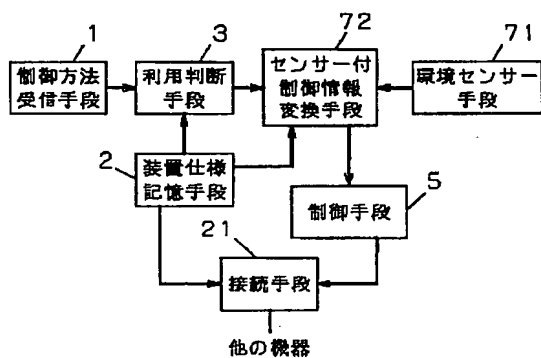 1
3
72
71
制御方法
受信手段
利用判断
手段
センサー付
制御情報
変換手段
環境センサー
手段
2
装置仕様
記憶手段
制御手段
5
21
接続手段
他の機器